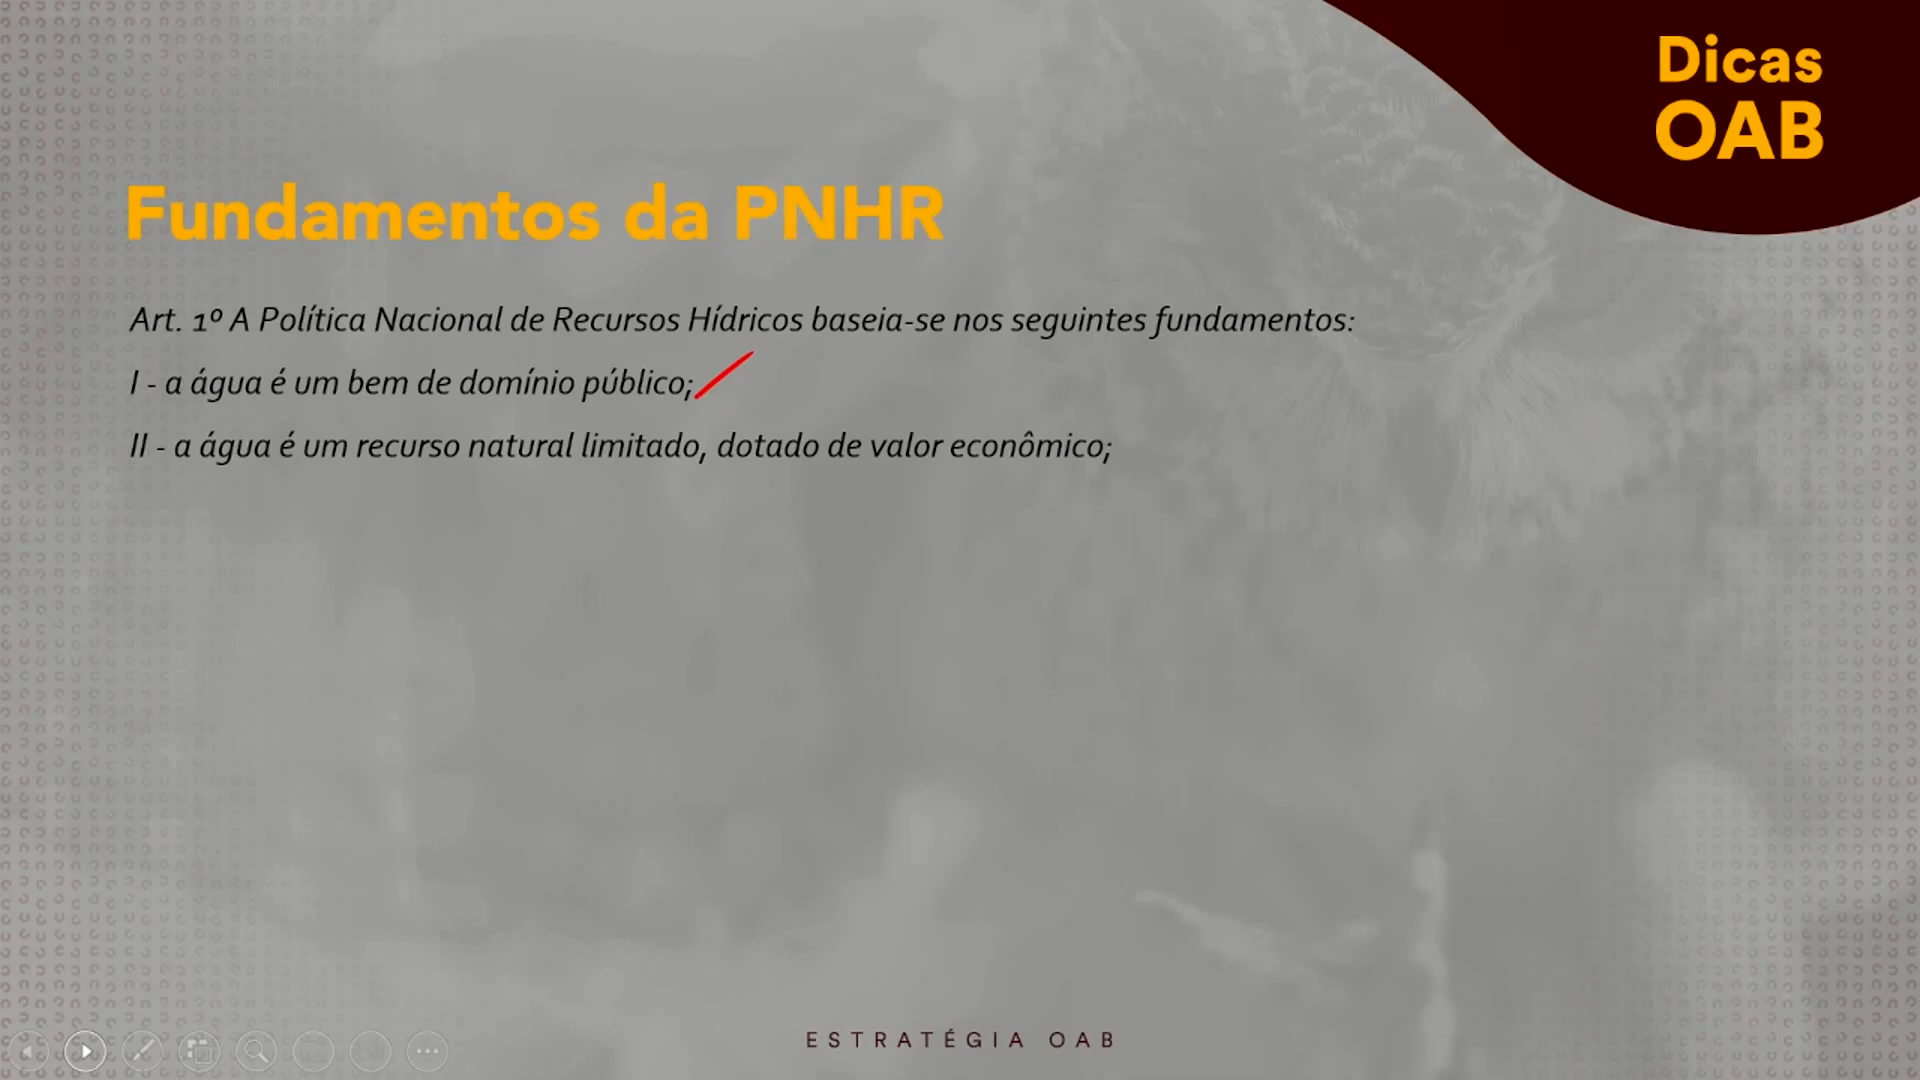 Dicas
OAB
Fundamentos da PNHR
Art. 1º A Política Nacional de Recursos Hídricos baseia-se nos seguintes fundamentos:
I - a água é um bem de domínio público;
II - a água é um recurso natural limitado, dotado de valor econômico;
ESTRATÉGIA OAB